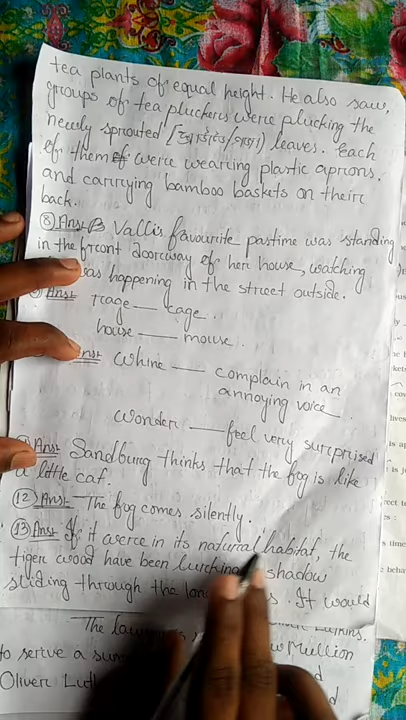 tea plants of equal height. He also saw,
groups of tea pluckers were plucking the
newly sprouted leaves. Each
of them were wearing plastic aprons.
and carrying bamboo baskets on their
back.
8) Ans: Valli's favourite pastime was standing
in the front doorway of her house, watching
was happening in the street outside.
Ans: rage — cage.
house — mouse.
Ans: Whine — complain in an
annoying voice.
Wonder — feel very surprised
Ans: Sandburg thinks that the fog is like
a little caf.
12) Ans: The fog comes silently.
13) Ans: If it were in its natural habitat, the
tiger wood have been lurking shadow
sliding through the long . It would
The
to serve a Mullion
Oliver